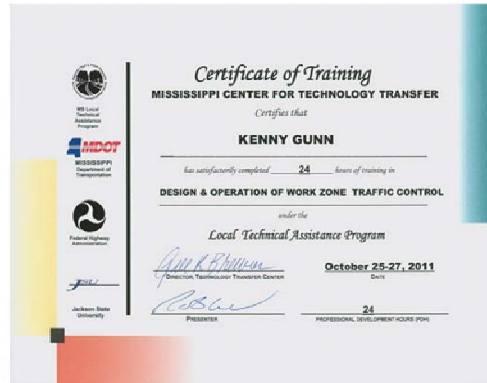 Certificate of Training
MISSISSIPPI CENTER FOR TECHNOLOGY TRANSFER
Certifies that
KENNY GUNN
has satisfactorily completed 24 hours of training in
DESIGN & OPERATION OF WORK ZONE TRAFFIC CONTROL
under the
Local Technical Assistance Program
DIRECTOR, TECHNOLOGY TRANSFER CENTER
October 25-27, 2011
DATE
PRESENTER
24
PROFESSIONAL DEVELOPMENT HOURS (PDH)
MS Local
Technical
Assistance
Program
MDOT
MISSISSIPPI
Department of
Transportation
Federal Highway
Administration
Jackson State
University